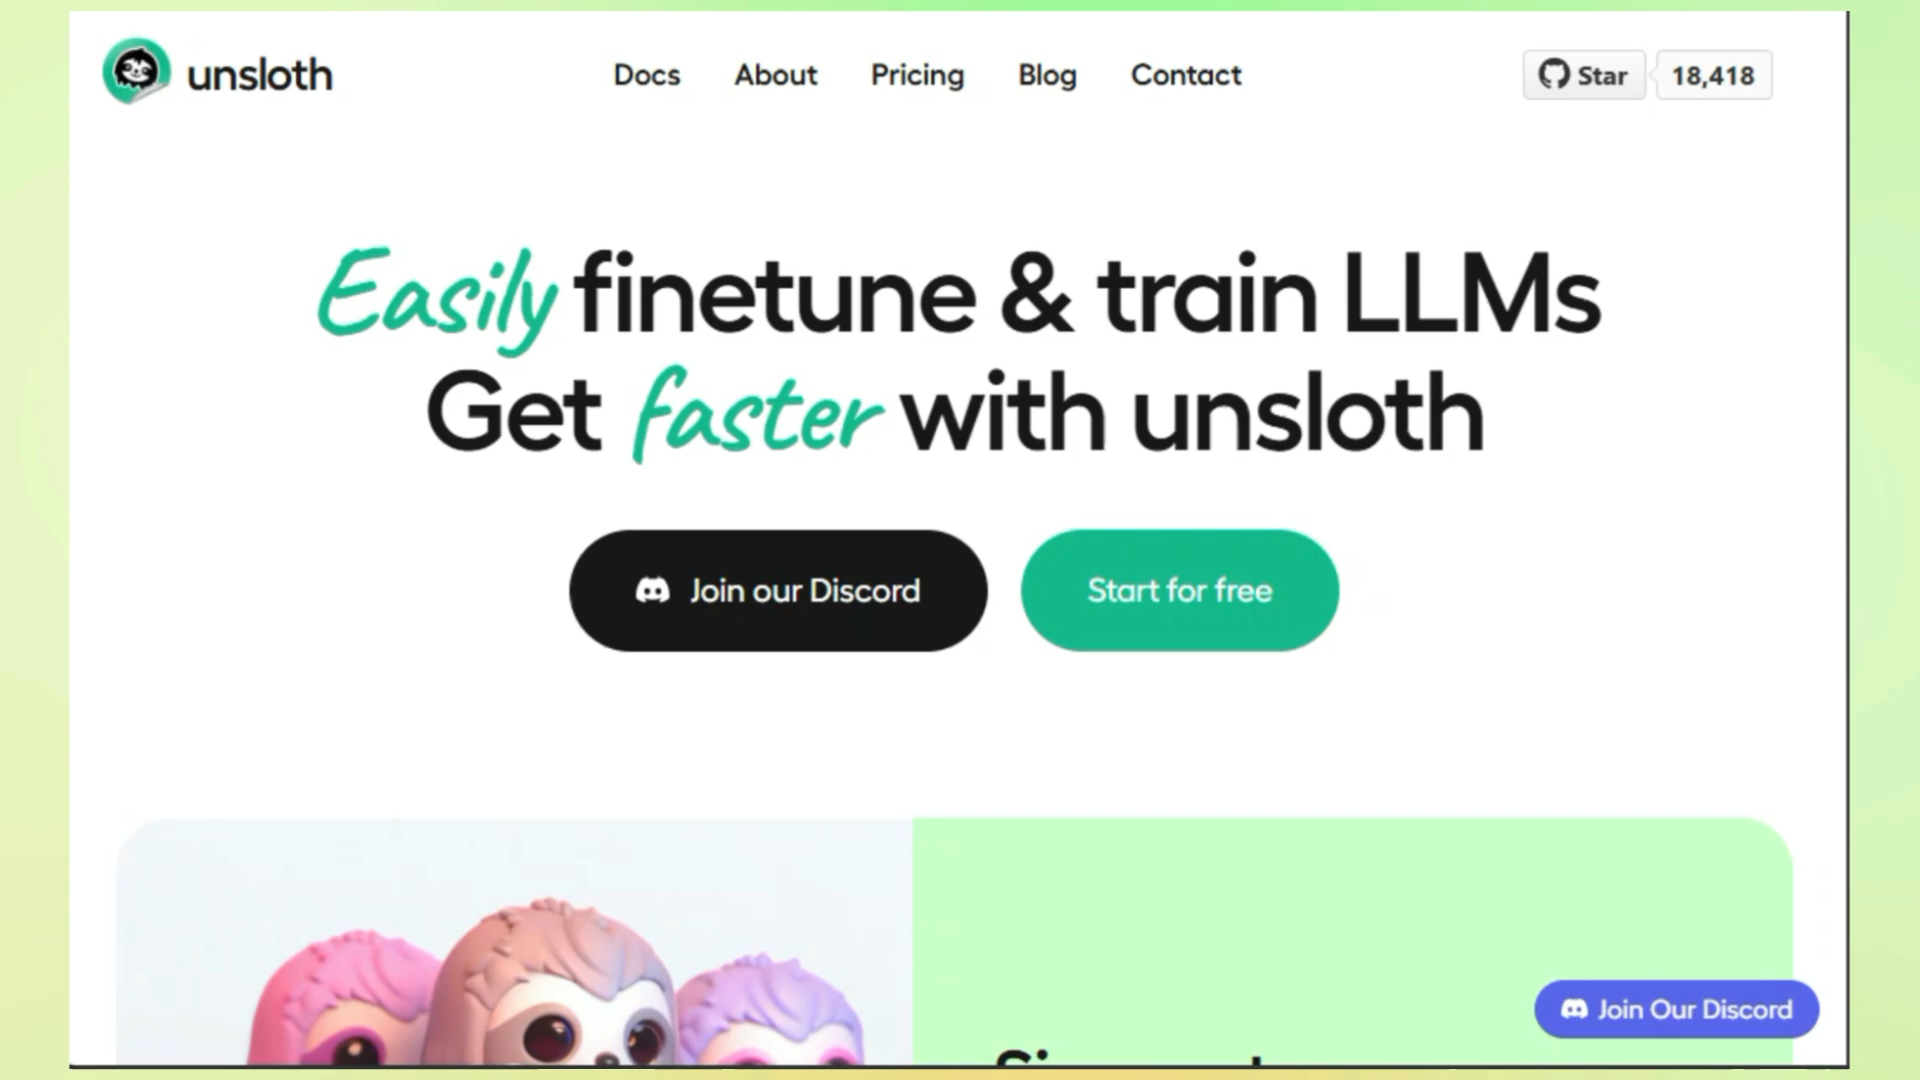 unsloth
Docs About Pricing Blog Contact
Star 18,418
Easily finetune & train LLMs
Get faster with unsloth
Join our Discord
Start for free
Join Our Discord